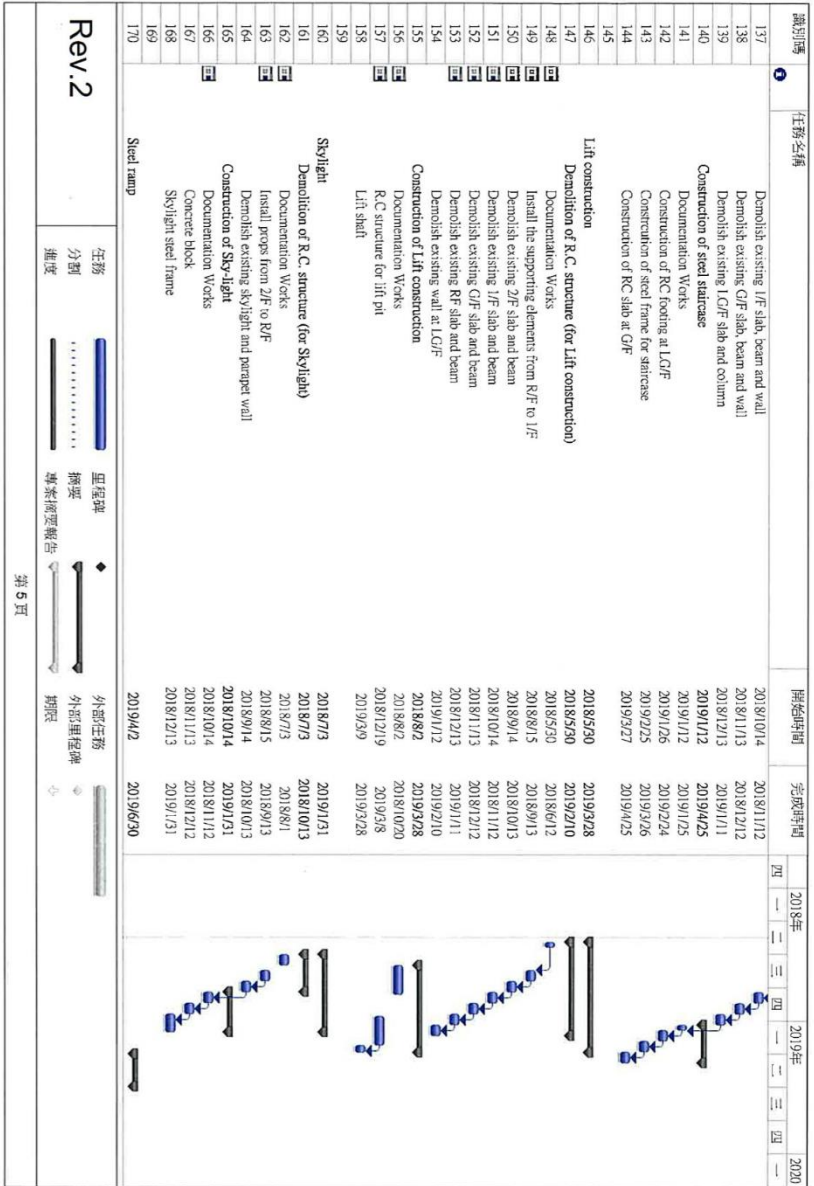 識別碼 任務名稱 開始時間 完成時間 2018年 2019年 2020
四 一 二 三 四 一 二 三 四 一
137 Demolish existing 1/F slab, beam and wall 2018/10/14 2018/11/12
138 Demolish existing G/F slab, beam and wall 2018/11/13 2018/12/12
139 Demolish existing LG/F slab and column 2018/12/13 2019/1/11
140 Construction of steel staircase 2019/1/12 2019/4/25
141 Documentation Works 2019/1/12 2019/1/25
142 Construction of RC footing at LG/F 2019/1/26 2019/2/24
143 Constrcution of steel frame for staircase 2019/2/25 2019/3/26
144 Construction of RC slab at G/F 2019/3/27 2019/4/25
145
146 Lift construction 2018/5/30 2019/3/28
147 Demolition of R.C. structure (for Lift construction) 2018/5/30 2019/2/10
148 Documentation Works 2018/5/30 2018/6/12
149 Install the supporting elements from R/F to 1/F 2018/8/15 2018/9/13
150 Demolish existing 2/F slab and beam 2018/9/14 2018/10/13
151 Demolish existing 1/F slab and beam 2018/10/14 2018/11/12
152 Demolish existing G/F slab and beam 2018/11/13 2018/12/12
153 Demolish existing RF slab and beam 2018/12/13 2019/1/11
154 Demolish existing wall at LG/F 2019/1/12 2019/2/10
155 Construction of Lift construction 2018/8/2 2019/3/28
156 Documentation Works 2018/8/2 2018/10/20
157 R.C structure for lift pit 2018/12/19 2019/3/8
158 Lift shaft 2019/3/9 2019/3/28
159
160 Skylight 2018/7/3 2019/1/31
161 Demolition of R.C. structure (for Skylight) 2018/7/3 2018/10/13
162 Documentation Works 2018/7/3 2018/8/1
163 Install props from 2/F to R/F 2018/8/15 2018/9/13
164 Demolish existing skylight and parapet wall 2018/9/14 2018/10/13
165 Construction of Sky-light 2018/10/14 2019/1/31
166 Documentation Works 2018/10/14 2018/11/12
167 Concrete block 2018/11/13 2018/12/12
168 Skylight steel frame 2018/12/13 2019/1/31
169
170 Steel ramp 2019/4/2 2019/6/30
Rev.2
任務 里程碑 外部任務
分割 摘要 外部里程碑
進度 專案摘要報告 期限
第 5 頁